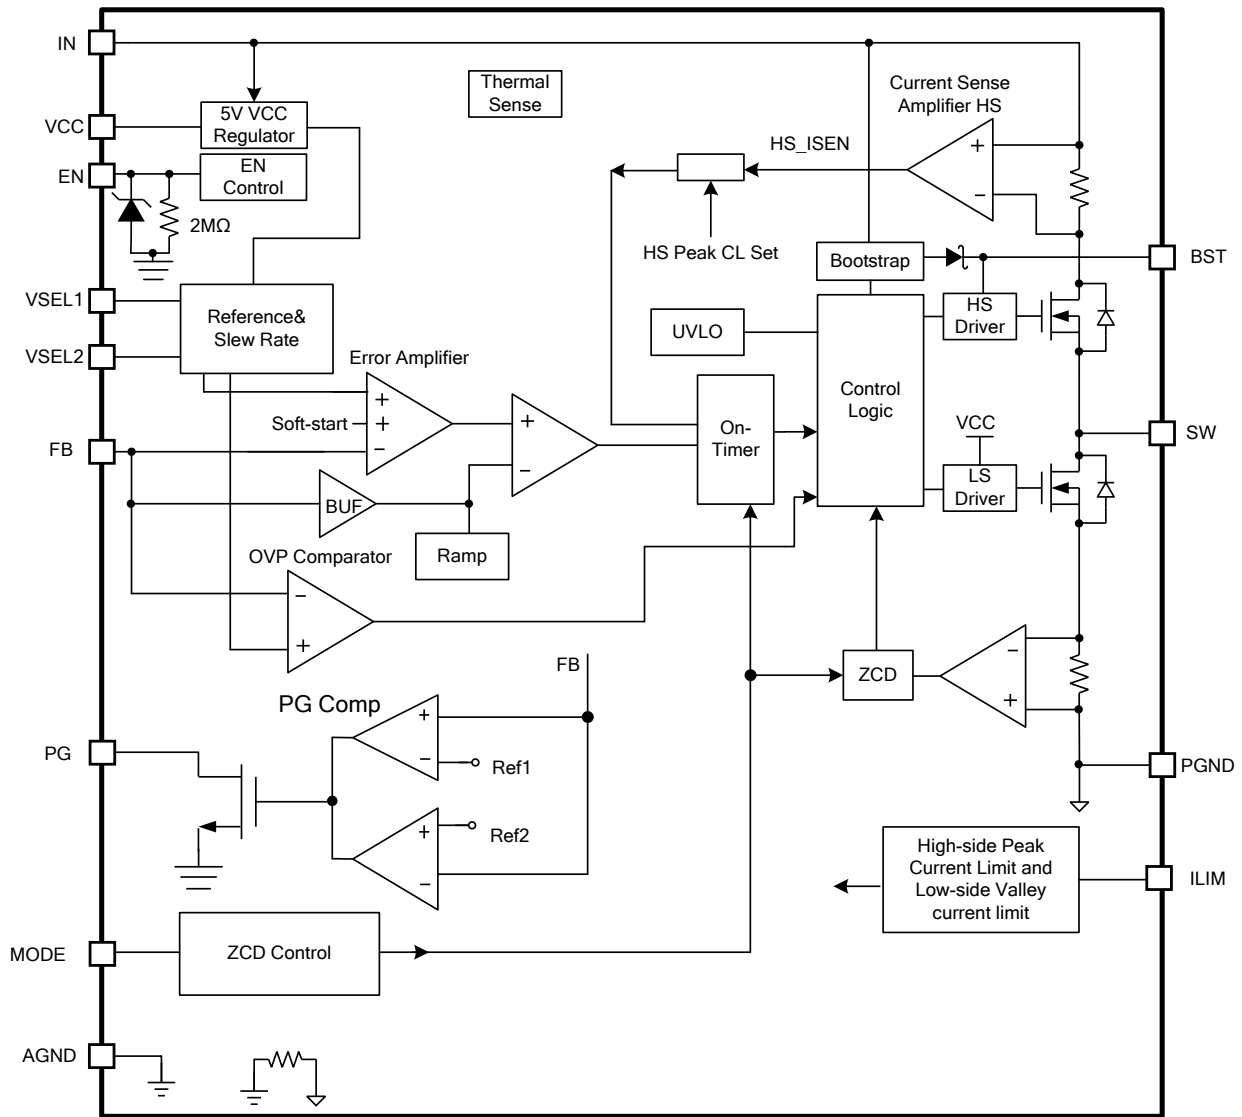 IN
Thermal
Sense
Current Sense
Amplifier HS
VCC
5V VCC
Regulator
HS_ISEN
+
−
EN
EN
Control
2MΩ
HS Peak CL Set
Bootstrap
BST
VSEL1
Reference&
Slew Rate
UVLO
HS
Driver
VSEL2
Error Amplifier
Control
Logic
+
Soft-start
+
−
+
−
On-
Timer
VCC
SW
FB
BUF
LS
Driver
Ramp
OVP Comparator
−
+
FB
ZCD
−
+
PG Comp
PG
+
−
Ref1
PGND
+
−
Ref2
High-side Peak
Current Limit and
Low-side Valley
current limit
ILIM
MODE
ZCD Control
AGND